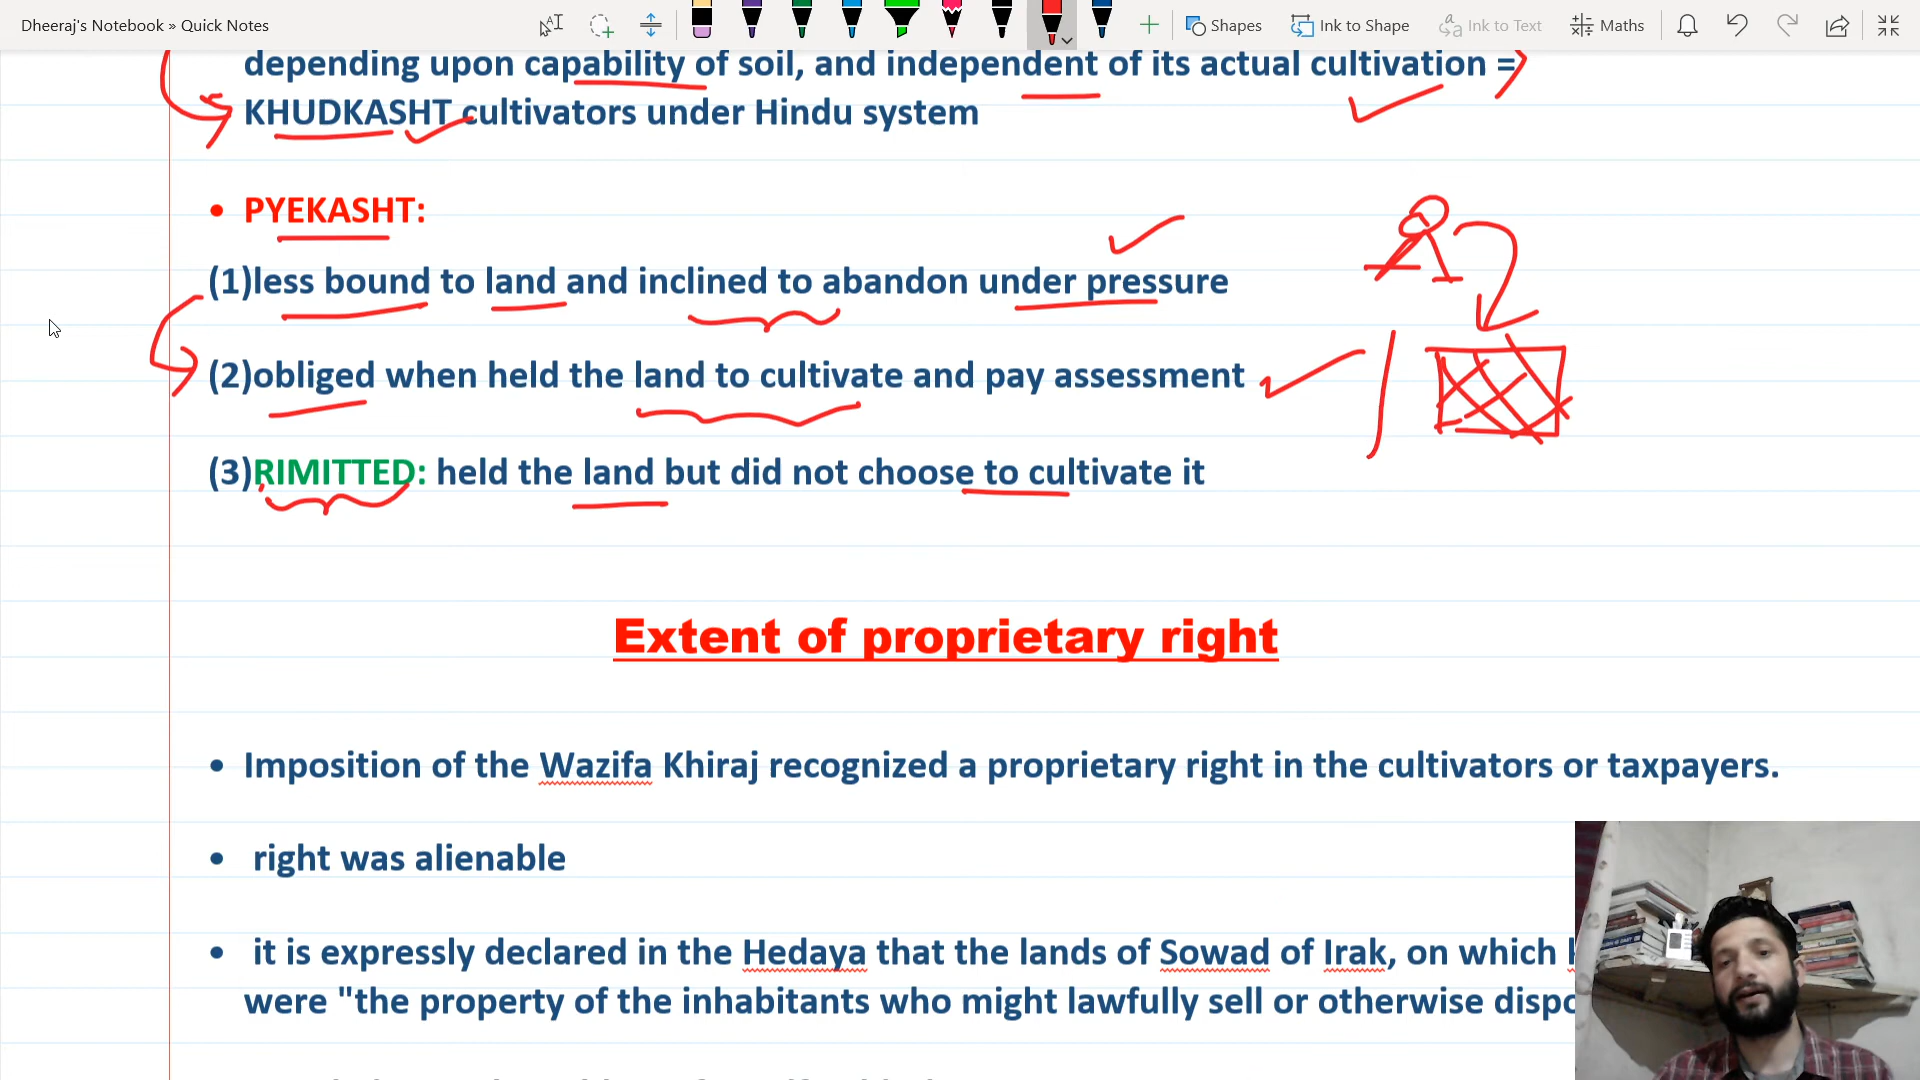 Dheeraj's Notebook » Quick Notes
Shapes
Ink to Shape
Ink to Text
Maths
depending upon capability of soil, and independent of its actual cultivation =>
KHUDKASHT cultivators under Hindu system
• PYEKASHT:
(1)less bound to land and inclined to abandon under pressure
(2)obliged when held the land to cultivate and pay assessment
(3)RIMITTED: held the land but did not choose to cultivate it
Extent of proprietary right
• Imposition of the Wazifa Khiraj recognized a proprietary right in the cultivators or taxpayers.
• right was alienable
• it is expressly declared in the Hedaya that the lands of Sowad of Irak, on which
were "the property of the inhabitants who might lawfully sell or otherwise